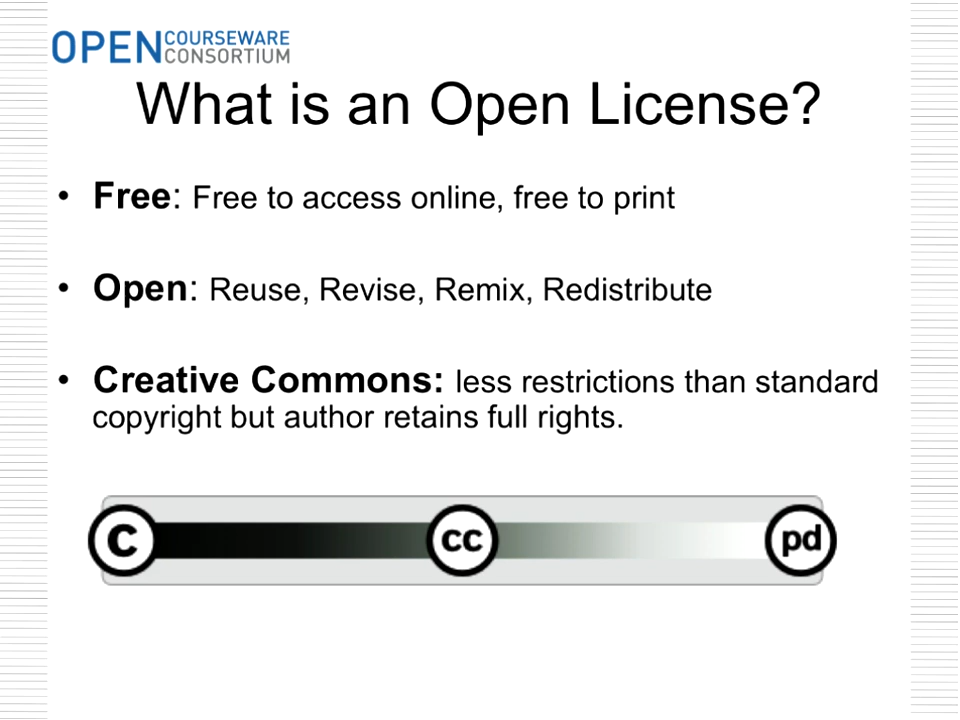 OPEN COURSEWARE
CONSORTIUM
What is an Open License?
• Free: Free to access online, free to print
• Open: Reuse, Revise, Remix, Redistribute
• Creative Commons: less restrictions than standard
copyright but author retains full rights.
C cc pd